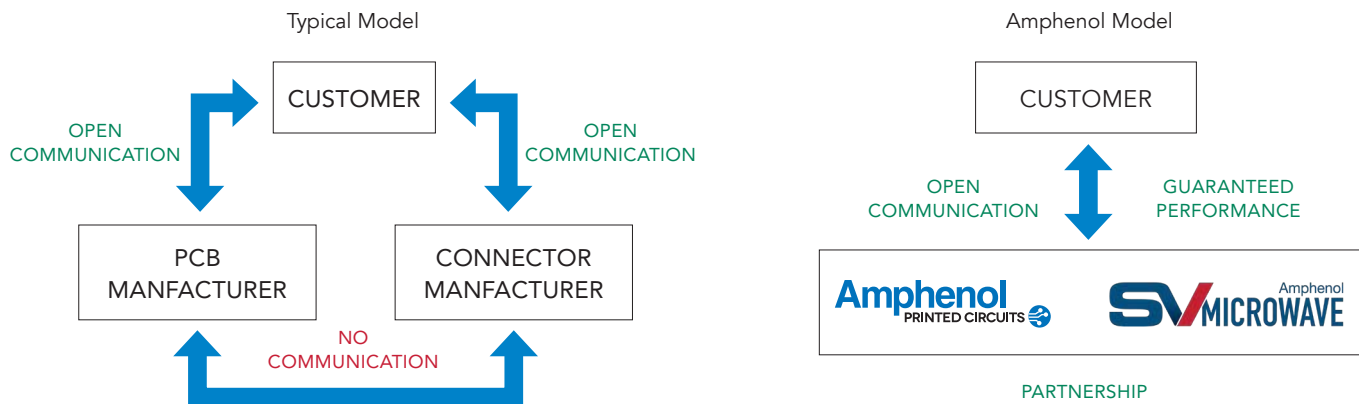 Typical Model
CUSTOMER
OPEN
COMMUNICATION
OPEN
COMMUNICATION
PCB
MANFACTURER
CONNECTOR
MANFACTURER
NO
COMMUNICATION
Amphenol Model
CUSTOMER
OPEN
COMMUNICATION
GUARANTEED
PERFORMANCE
Amphenol
PRINTED CIRCUITS
Amphenol
SV MICROWAVE
PARTNERSHIP